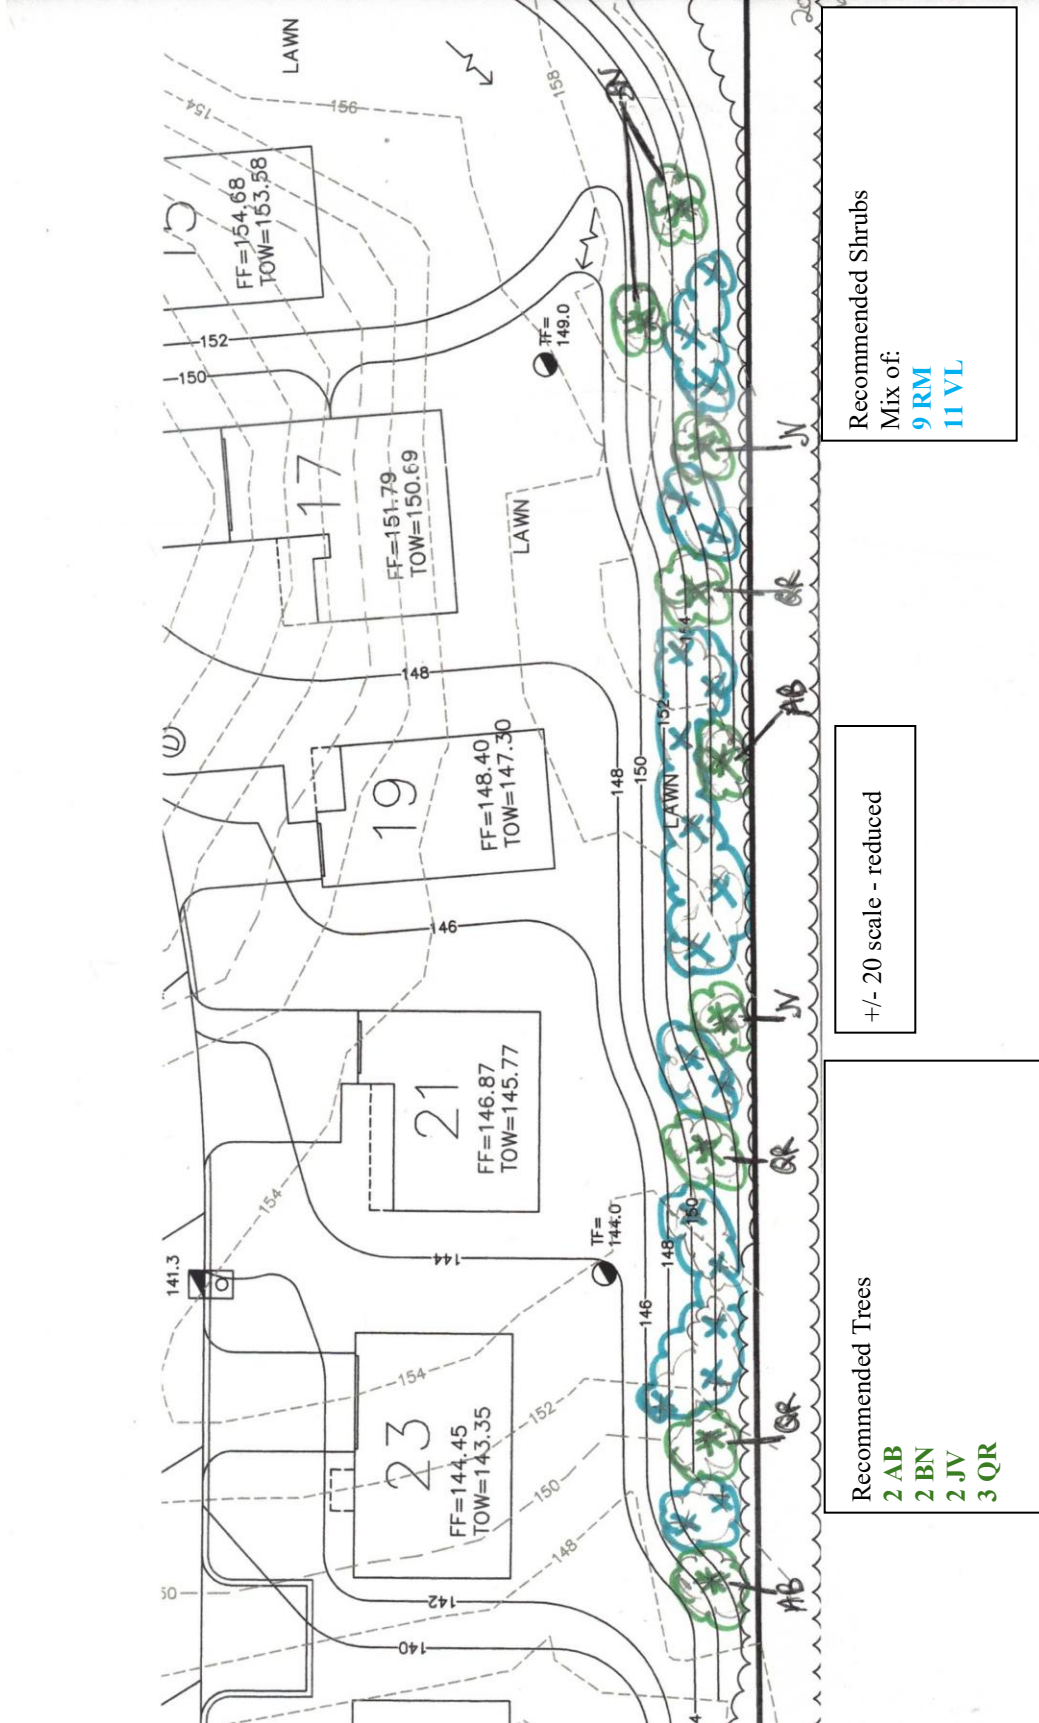 LAWN
154
156
158
BN
FF=154.68
TOW=153.58
152
150
TF=
149.0
17
FF=151.79
TOW=150.69
LAWN
JV
QR
154
148
AB
D
19
FF=148.40
TOW=147.30
148
150
152
LAWN
146
JV
21
FF=146.87
TOW=145.77
QR
154
141.3
144
TF=
144.0
146
148
150
23
FF=144.45
TOW=143.35
154
152
150
148
QR
142
140
50
AB
Recommended Shrubs
Mix of:
9 RM
11 VL
+/- 20 scale - reduced
Recommended Trees
2 AB
2 BN
2 JV
3 QR